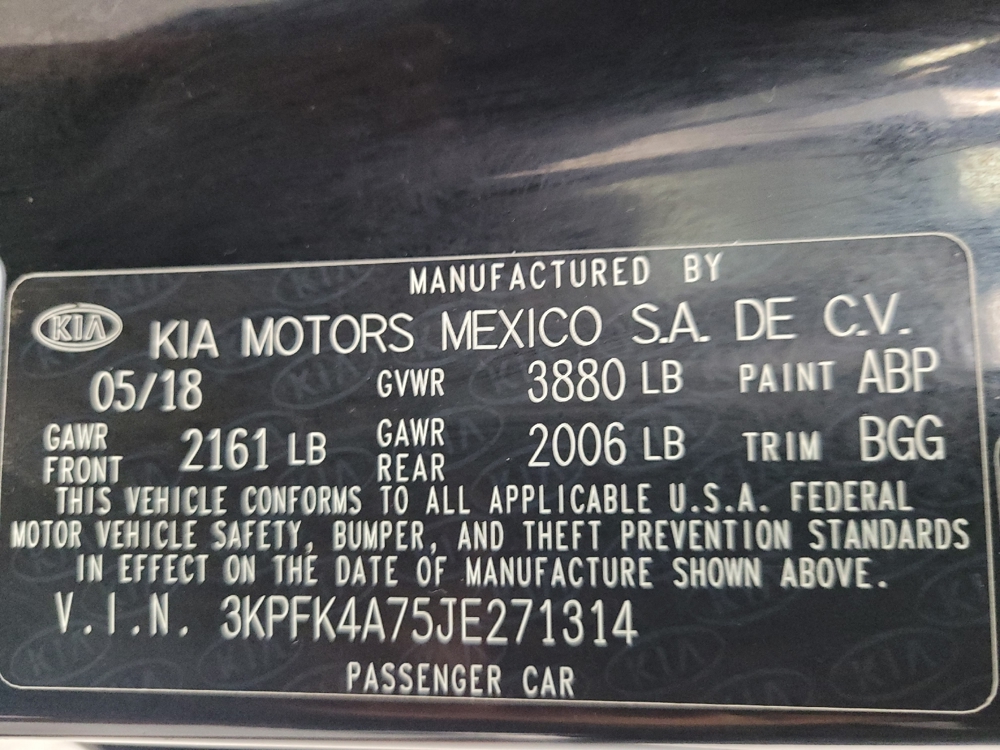 MANUFACTURED BY
KIA KIA MOTORS MEXICO S.A. DE C.V.
05/18 GVWR 3880 LB PAINT ABP
GAWR FRONT 2161 LB GAWR REAR 2006 LB TRIM BGG
THIS VEHICLE CONFORMS TO ALL APPLICABLE U.S.A. FEDERAL
MOTOR VEHICLE SAFETY, BUMPER, AND THEFT PREVENTION STANDARDS
IN EFFECT ON THE DATE OF MANUFACTURE SHOWN ABOVE.
V.I.N. 3KPFK4A75JE271314
PASSENGER CAR